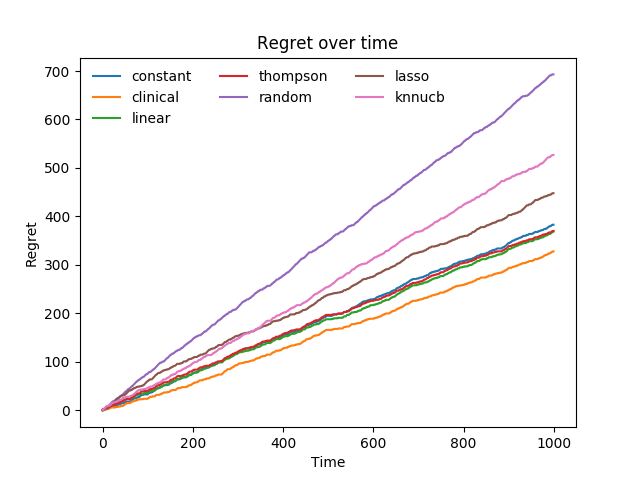 Regret over time
constant thompson lasso
clinical random knnucb
linear
700
600
500
400
300
200
100
0
Regret
0 200 400 600 800 1000
Time